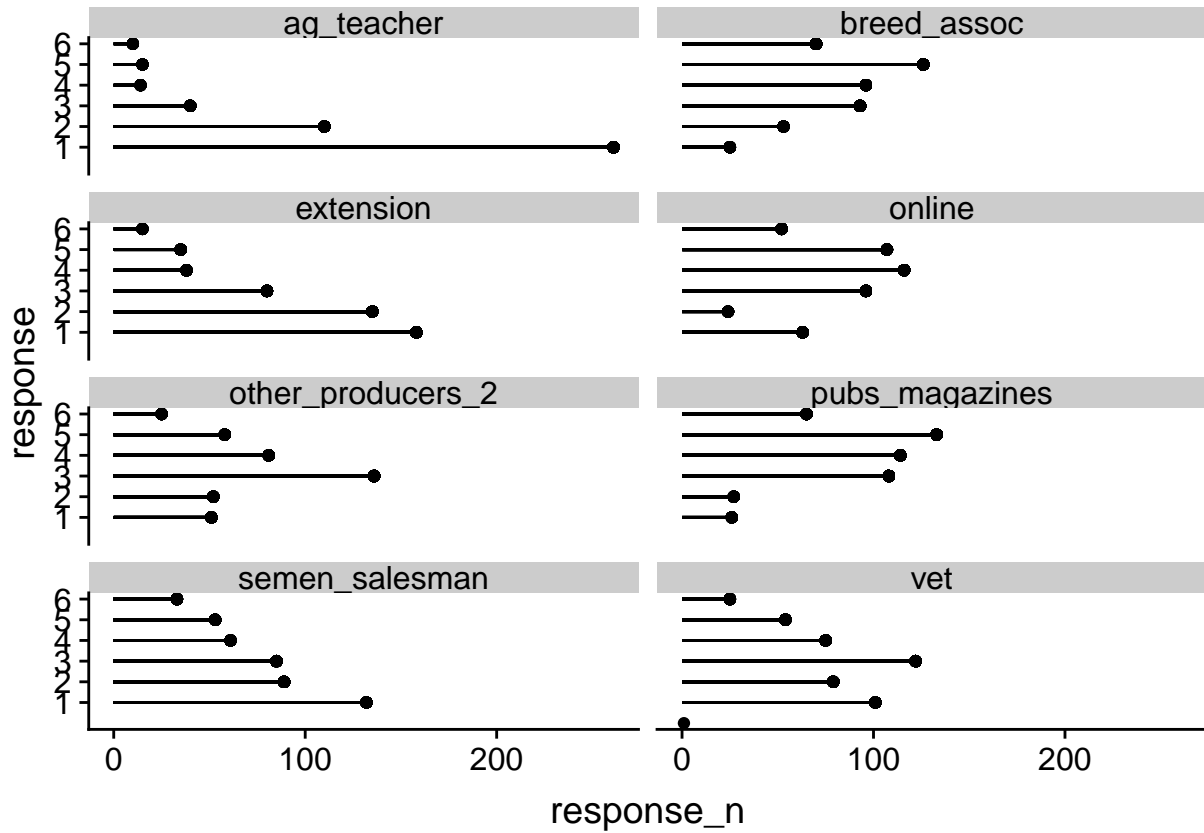 ag_teacher
breed_assoc
6
5
4
3
2
1
extension
online
6
5
4
3
2
1
other_producers_2
pubs_magazines
6
5
4
3
2
1
semen_salesman
vet
6
5
4
3
2
1
0 100 200
0 100 200
response
response_n